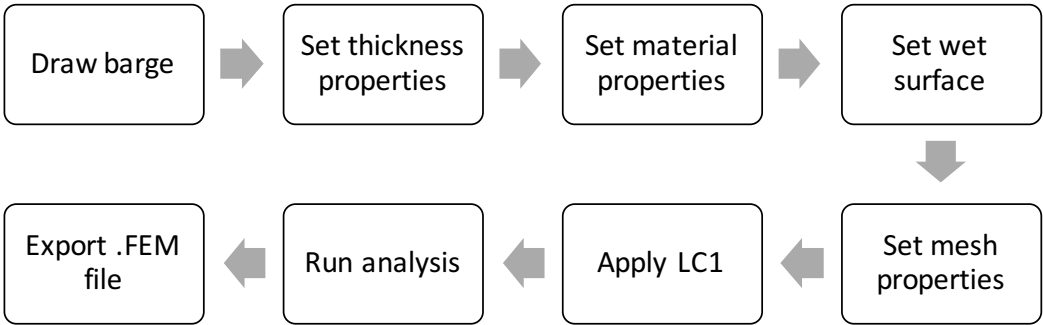 Draw barge
Set thickness
properties
Set material
properties
Set wet
surface
Set mesh
properties
Apply LC1
Run analysis
Export .FEM
file